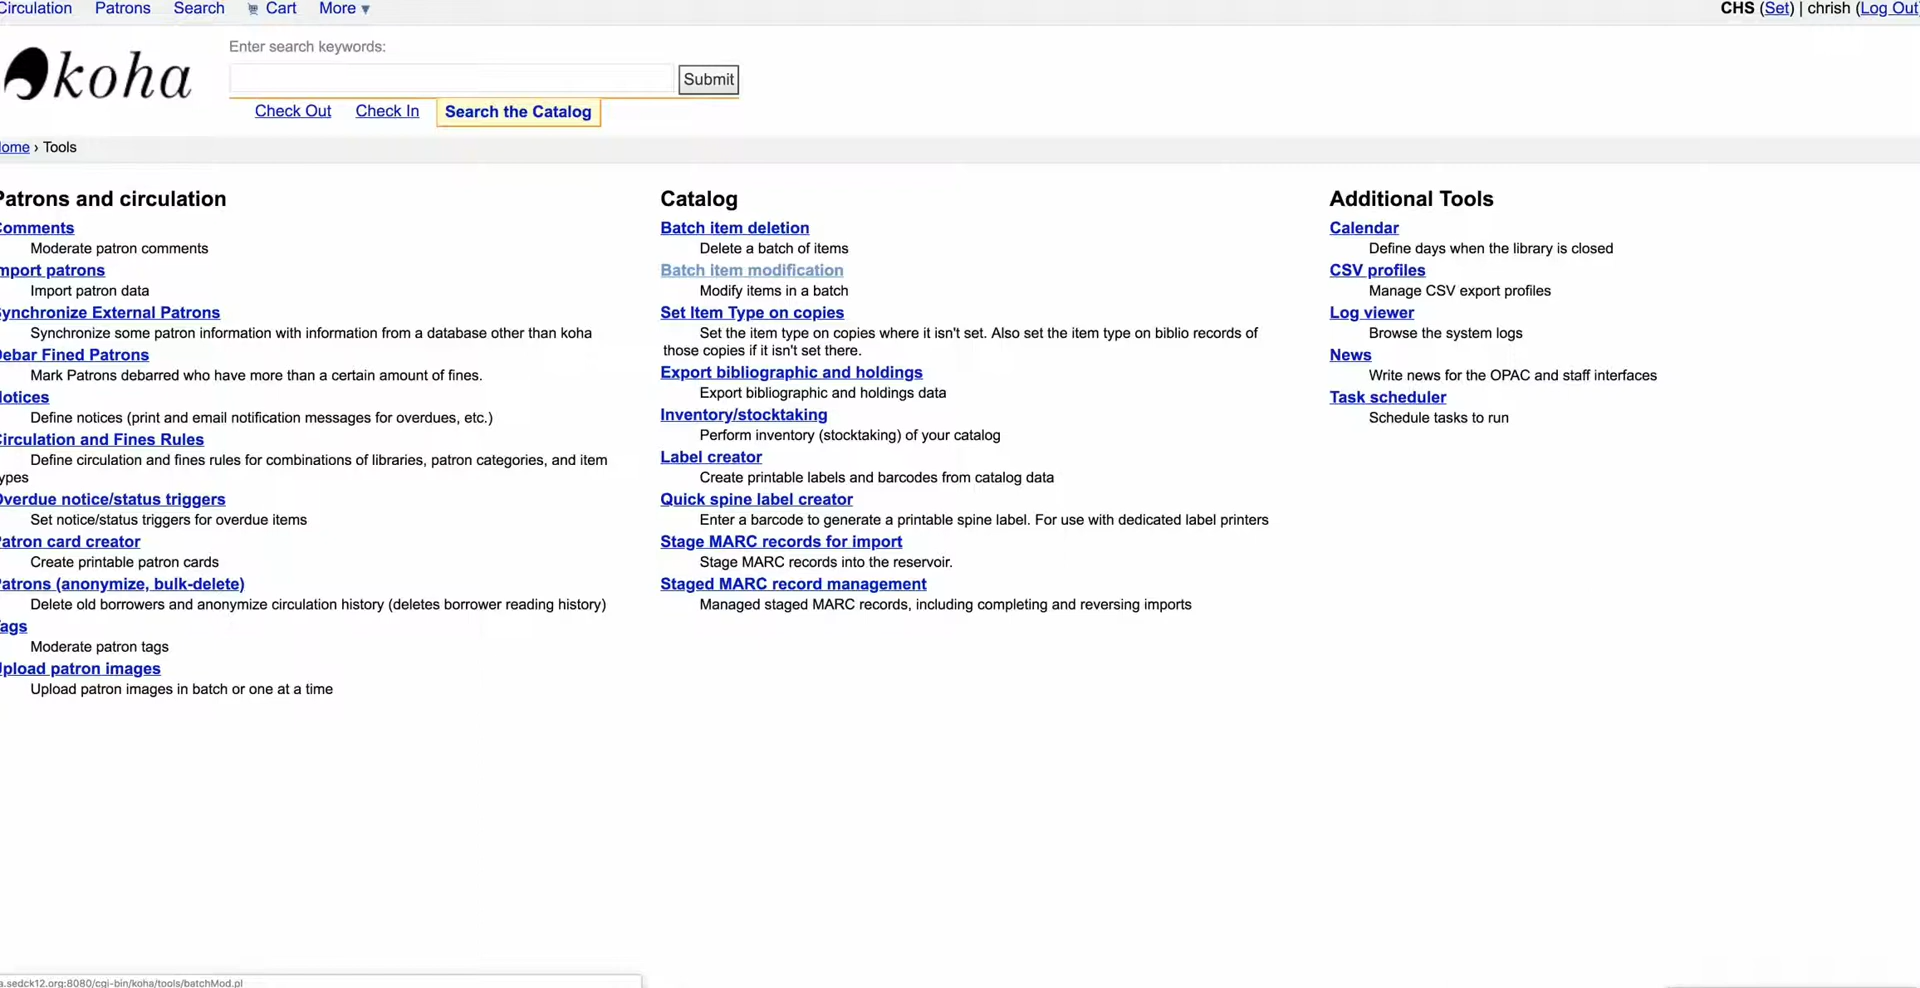 Circulation Patrons Search Cart More ▼ CHS (Set) | chrish (Log Out
koha
Enter search keywords:
Submit
Check Out Check In Search the Catalog
ome › Tools
Patrons and circulation
omments
Moderate patron comments
mport patrons
Import patron data
ynchronize External Patrons
Synchronize some patron information with information from a database other than koha
ebar Fined Patrons
Mark Patrons debarred who have more than a certain amount of fines.
otices
Define notices (print and email notification messages for overdues, etc.)
irculation and Fines Rules
Define circulation and fines rules for combinations of libraries, patron categories, and item
ypes
verdue notice/status triggers
Set notice/status triggers for overdue items
atron card creator
Create printable patron cards
atrons (anonymize, bulk-delete)
Delete old borrowers and anonymize circulation history (deletes borrower reading history)
ags
Moderate patron tags
pload patron images
Upload patron images in batch or one at a time
Catalog
Batch item deletion
Delete a batch of items
Batch item modification
Modify items in a batch
Set Item Type on copies
Set the item type on copies where it isn't set. Also set the item type on biblio records of
those copies if it isn't set there.
Export bibliographic and holdings
Export bibliographic and holdings data
Inventory/stocktaking
Perform inventory (stocktaking) of your catalog
Label creator
Create printable labels and barcodes from catalog data
Quick spine label creator
Enter a barcode to generate a printable spine label. For use with dedicated label printers
Stage MARC records for import
Stage MARC records into the reservoir.
Staged MARC record management
Managed staged MARC records, including completing and reversing imports
Additional Tools
Calendar
Define days when the library is closed
CSV profiles
Manage CSV export profiles
Log viewer
Browse the system logs
News
Write news for the OPAC and staff interfaces
Task scheduler
Schedule tasks to run
a.sedck12.org:8080/cgi-bin/koha/tools/batchMod.pl